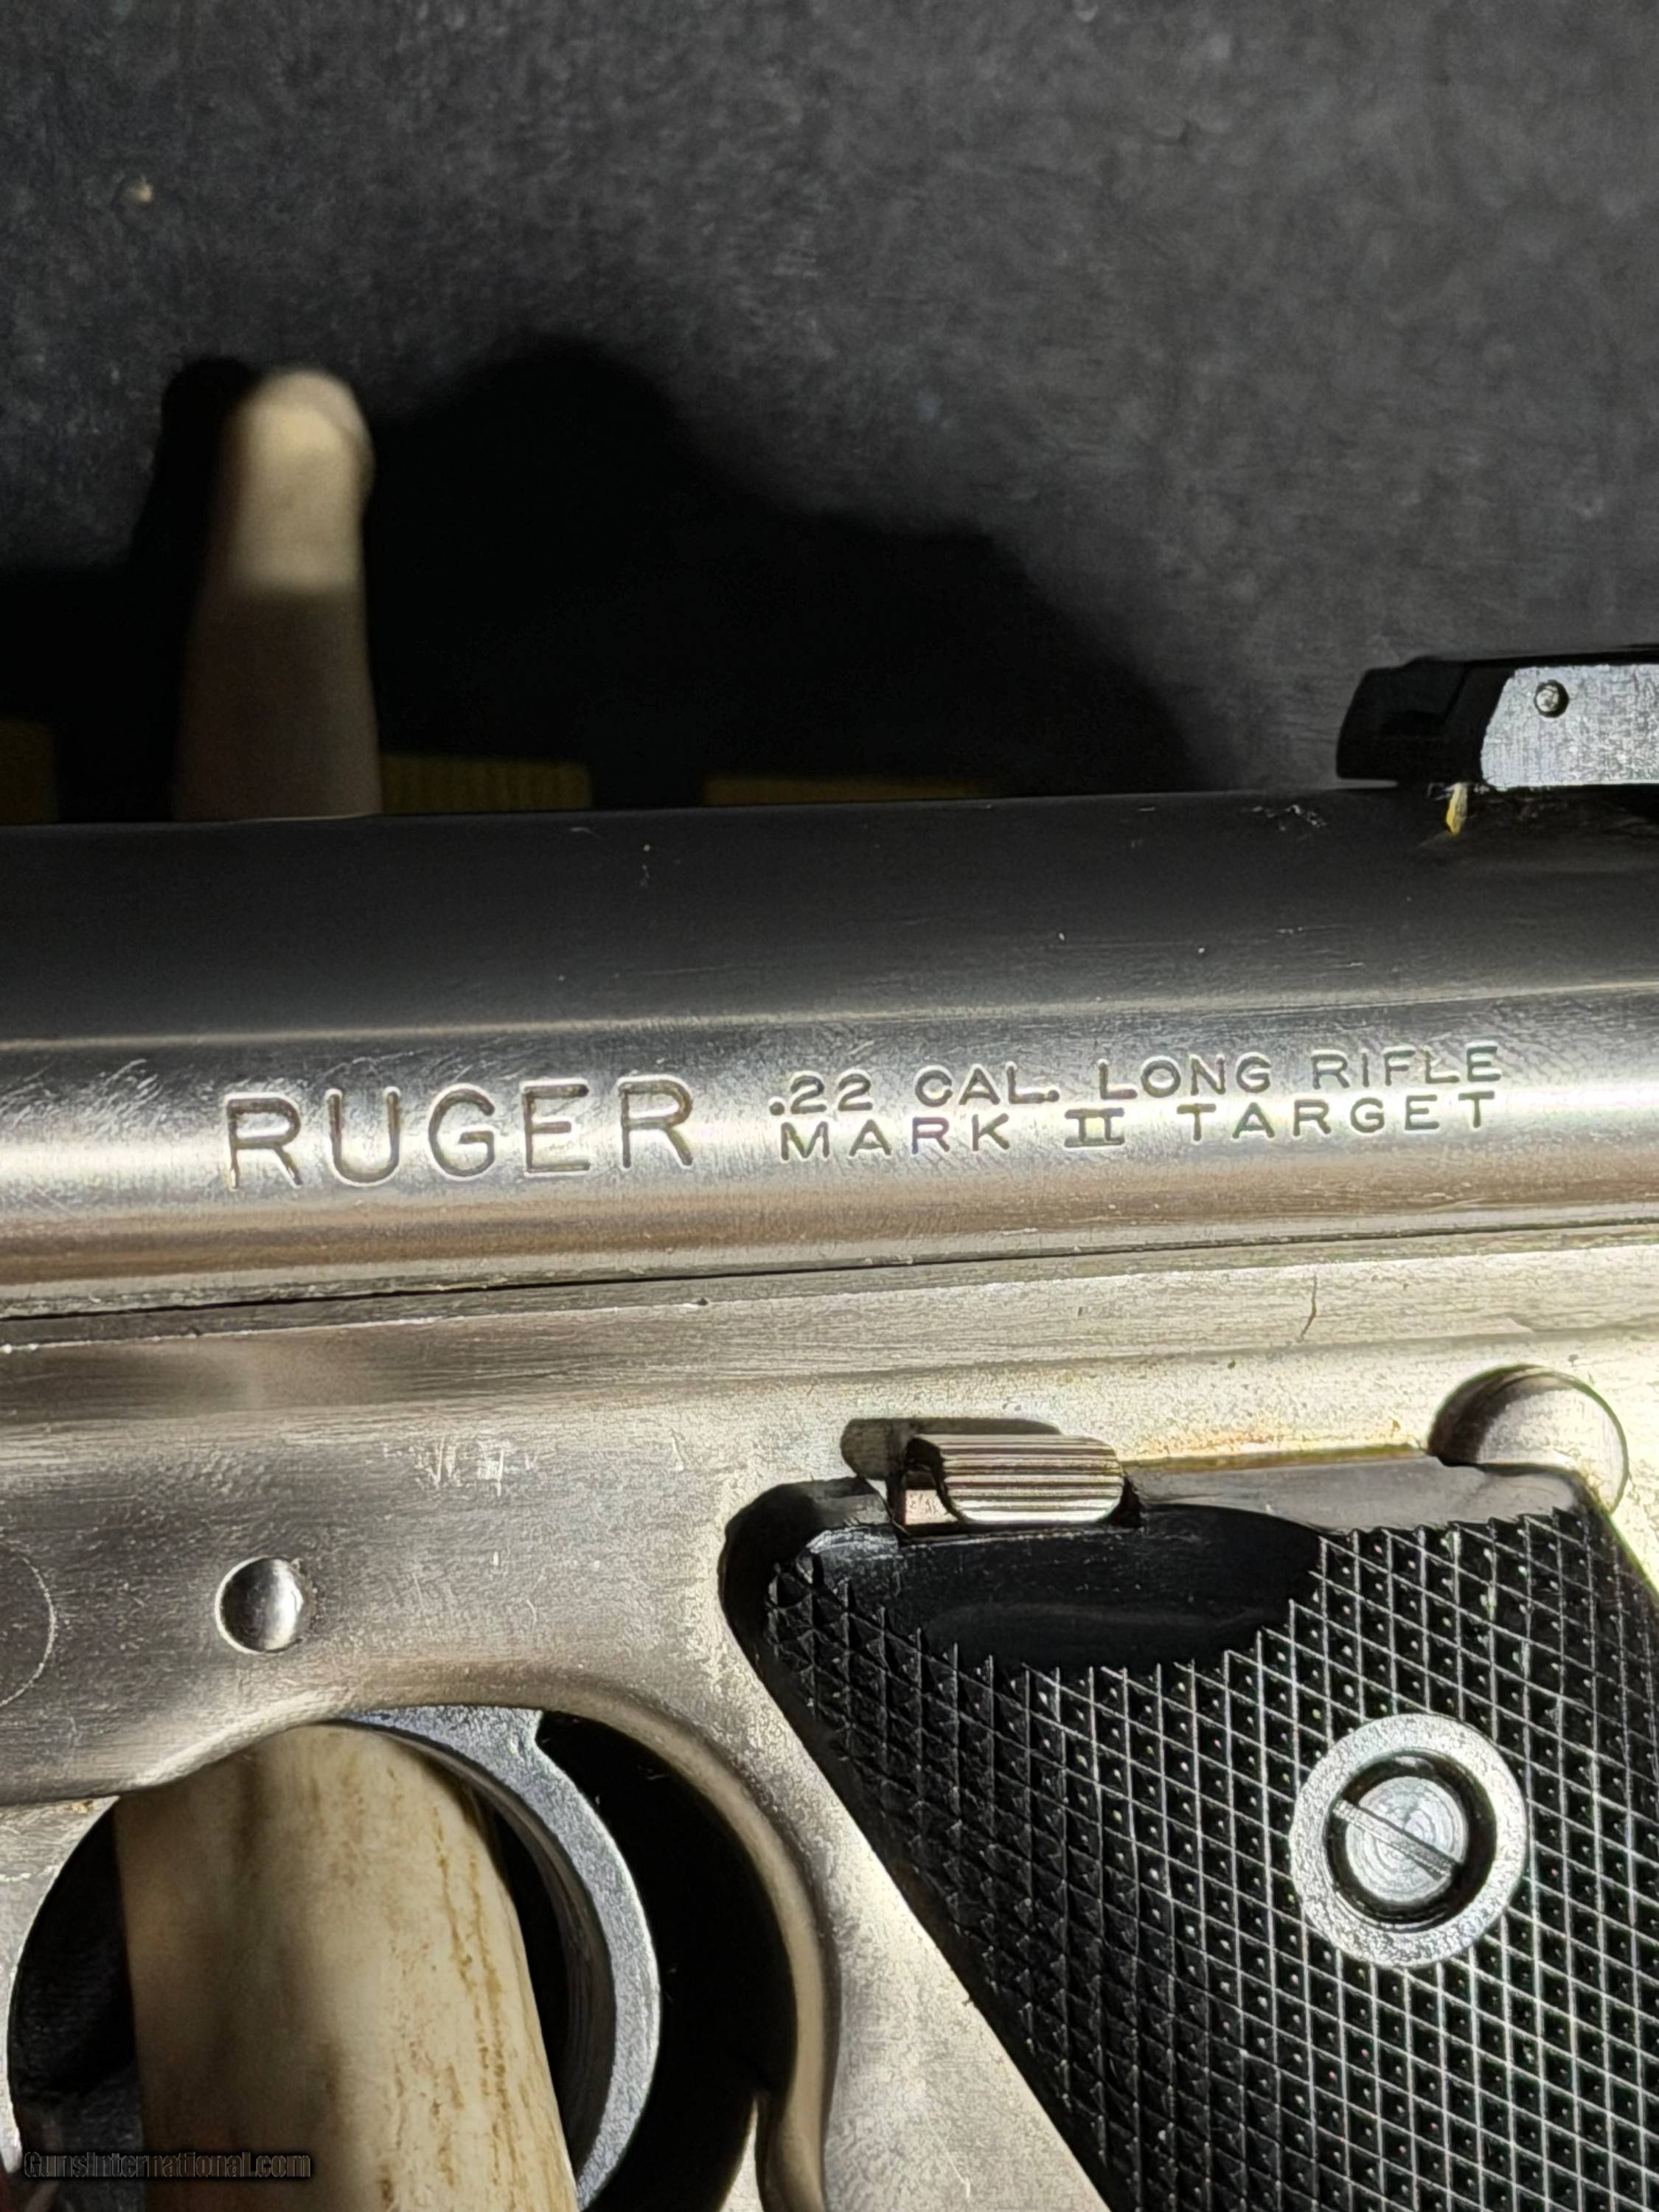 RUGER .22 CAL. LONG RIFLE
MARK II TARGET
GunsInternational.com